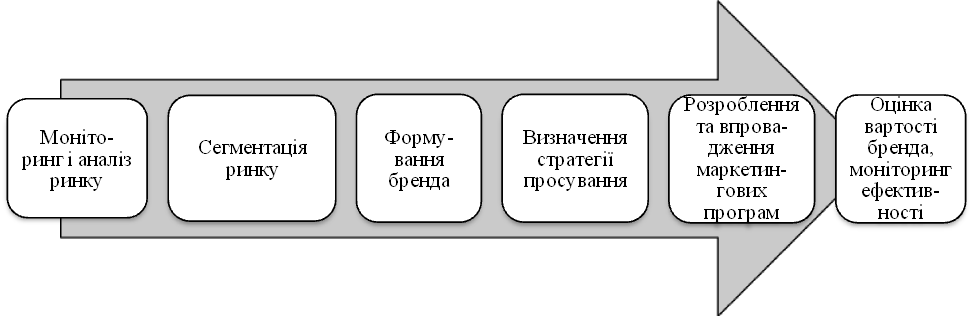 Моніто-
ринг і аналіз
ринку
Сегментація
ринку
Форму-
вання
бренда
Визначення
стратегії
просування
Розроблення
та впрова-
дження
маркетин-
гових
програм
Оцінка
вартості
бренда,
моніторинг
ефектив-
ності